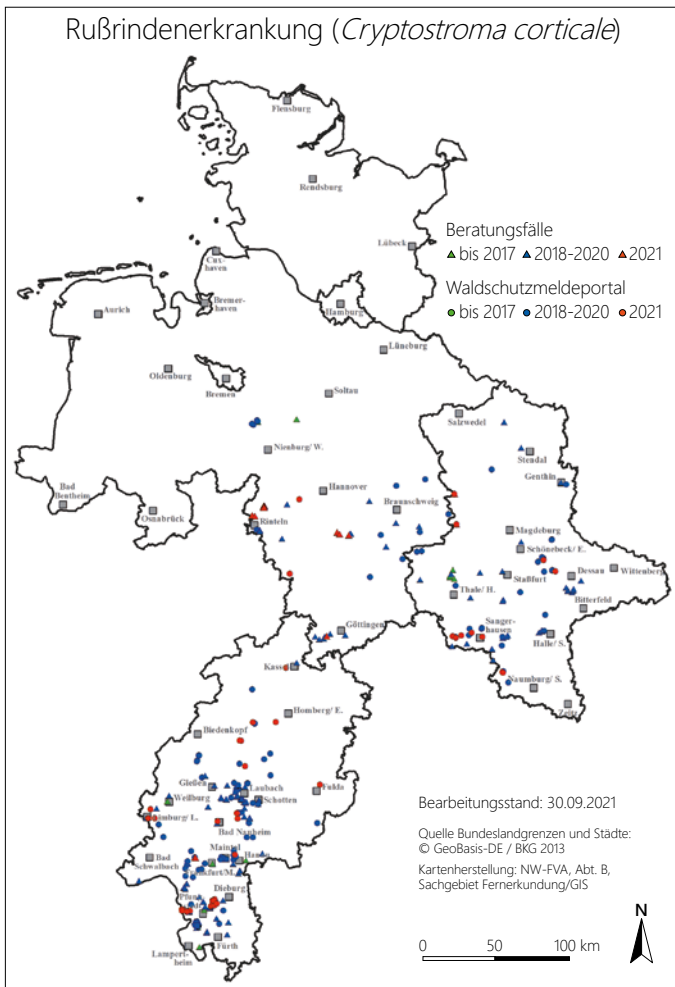 Rußrindenerkrankung (Cryptostroma corticale)
Flensburg
Rendsburg
Beratungsfälle
bis 2017 2018-2020 2021
Waldschutzmeldeportal
bis 2017 2018-2020 2021
Lübeck
Cux-
haven
Bremer-
haven
Hamburg
Aurich
Lüneburg
Oldenburg
Bremen
Soltau
Salzwedel
Nienburg/ W.
Stendal
Genthin
Bad
Bentheim
Osnabrück
Hannover
Braunschweig
Rinteln
Magdeburg
Schönebeck/ E.
Thale/ H.
Staßfurt
Dessau
Wittenberg
Bitterfeld
Göttingen
Sanger-
hausen
Halle/ S.
Kassel
Naumburg/ S.
Zeitz
Homberg/ E.
Biedenkopf
Gießen
Laubach
Weilburg
Schotten
Fulda
Limburg/ L.
Bad Nauheim
Bad
Schwalbach
Maintal
Hanau
Frankfurt/M.
Dieburg
Fürth
Lampert-
heim
Bearbeitungsstand: 30.09.2021
Quelle Bundeslandgrenzen und Städte:
© GeoBasis-DE / BKG 2013
Kartenherstellung: NW-FVA, Abt. B,
Sachgebiet Fernerkundung/GIS
N
0 50 100 km